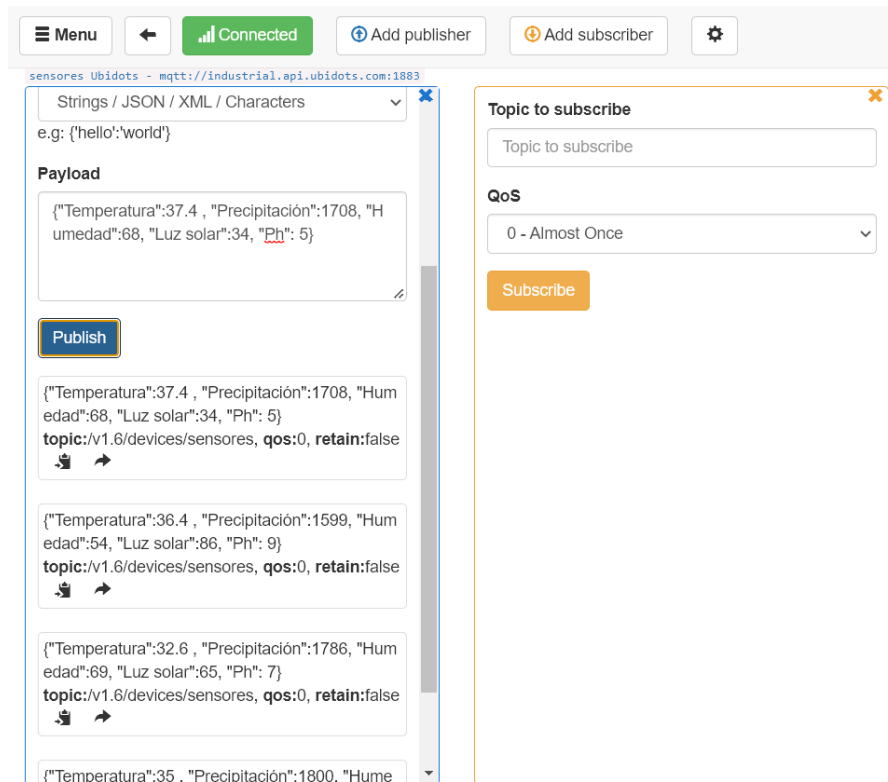 Menu
Connected
Add publisher
Add subscriber
sensores Ubidots - mqtt://industrial.api.ubidots.com:1883
Strings / JSON / XML / Characters
e.g: {'hello':'world'}
Payload
{"Temperatura":37.4 , "Precipitación":1708, "H
umedad":68, "Luz solar":34, "Ph": 5}
Publish
{"Temperatura":37.4 , "Precipitación":1708, "Hum
edad":68, "Luz solar":34, "Ph": 5}
topic:/v1.6/devices/sensores, qos:0, retain:false
{"Temperatura":36.4 , "Precipitación":1599, "Hum
edad":54, "Luz solar":86, "Ph": 9}
topic:/v1.6/devices/sensores, qos:0, retain:false
{"Temperatura":32.6 , "Precipitación":1786, "Hum
edad":69, "Luz solar":65, "Ph": 7}
topic:/v1.6/devices/sensores, qos:0, retain:false
{"Temperatura":35 , "Precipitación":1800, "Hume
Topic to subscribe
Topic to subscribe
QoS
0 - Almost Once
Subscribe